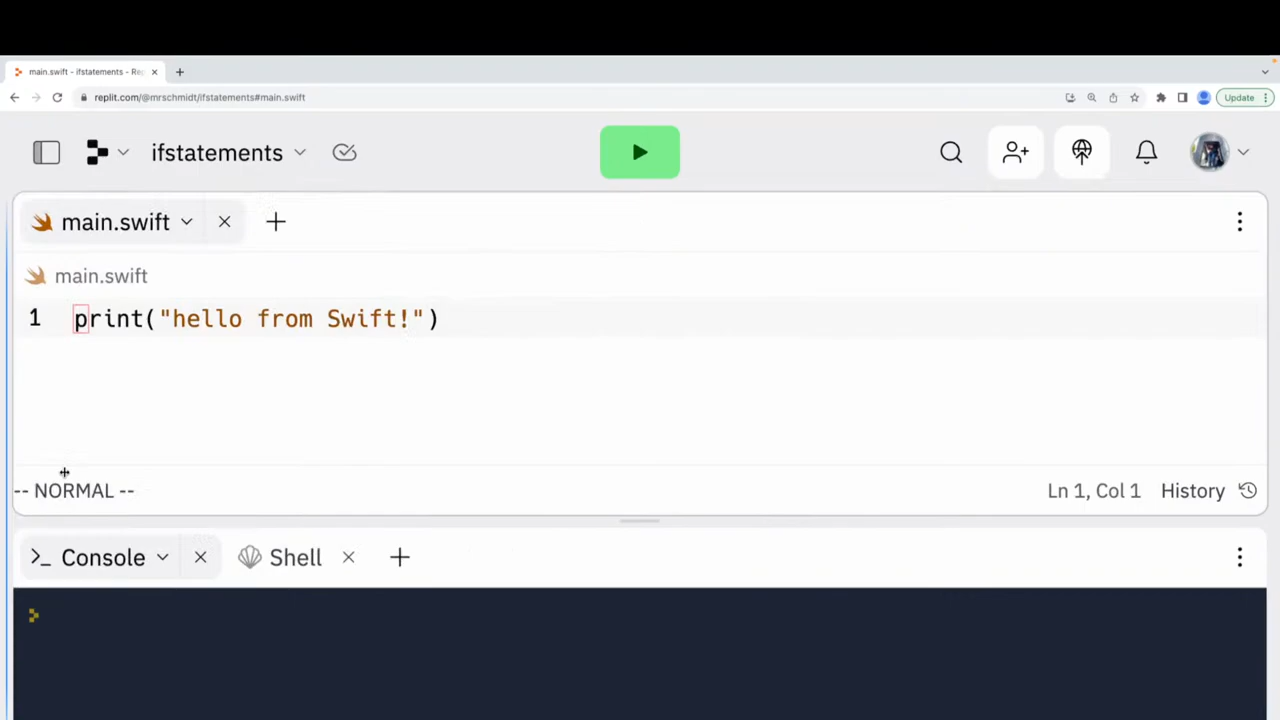 main.swift - ifstatements - Rep
replit.com/@mrschmidt/ifstatements#main.swift
Update
ifstatements
main.swift
main.swift
1 print("hello from Swift!")
-- NORMAL --
Ln 1, Col 1 History
>_ Console Shell